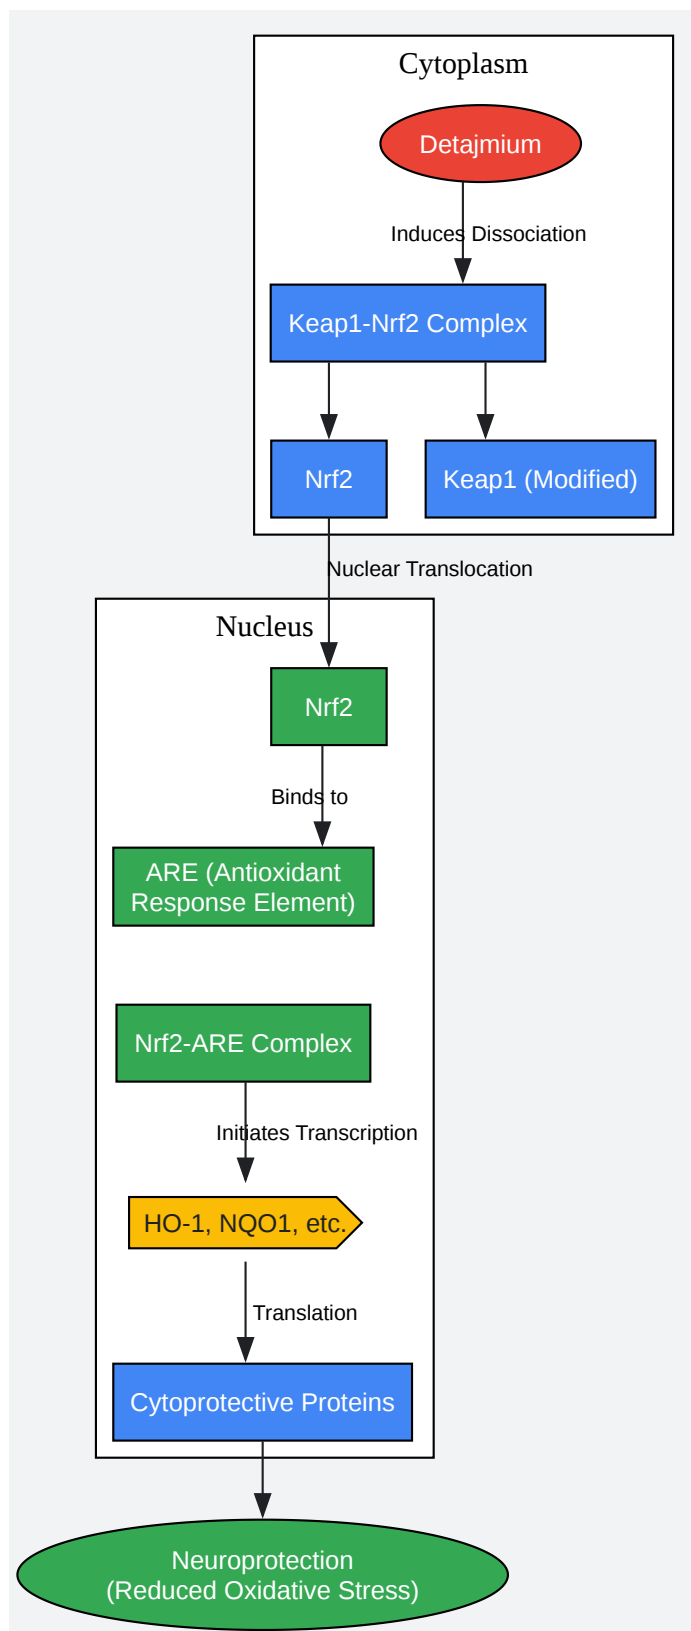 Cytoplasm
Detajmium
Induces Dissociation
Keap1-Nrf2 Complex
Nrf2
Keap1 (Modified)
Nuclear Translocation
Nucleus
Nrf2
Binds to
ARE (Antioxidant
Response Element)
Nrf2-ARE Complex
Initiates Transcription
HO-1, NQO1, etc.
Translation
Cytoprotective Proteins
Neuroprotection
(Reduced Oxidative Stress)